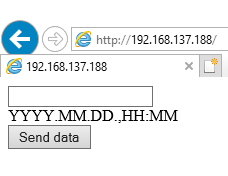 http://192.168.137.188/
192.168.137.188
YYYY.MM.DD.,HH:MM
Send data